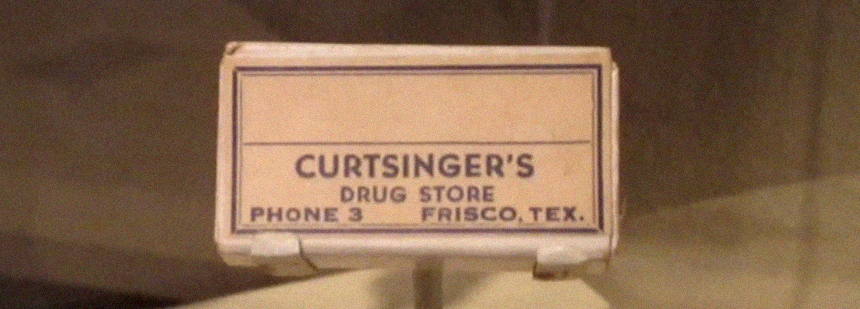 CURTSINGER'S
DRUG STORE
PHONE 3 FRISCO, TEX.